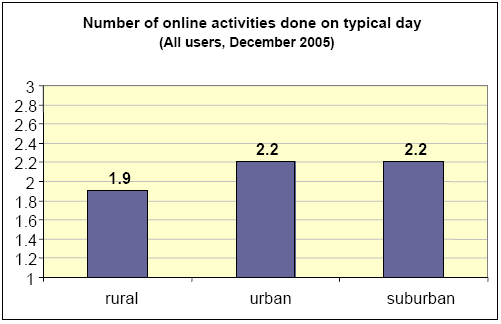 Number of online activities done on typical day
(All users, December 2005)
3
2.8
2.6
2.4
2.2
2
1.8
1.6
1.4
1.2
1
1.9
2.2
2.2
rural
urban
suburban